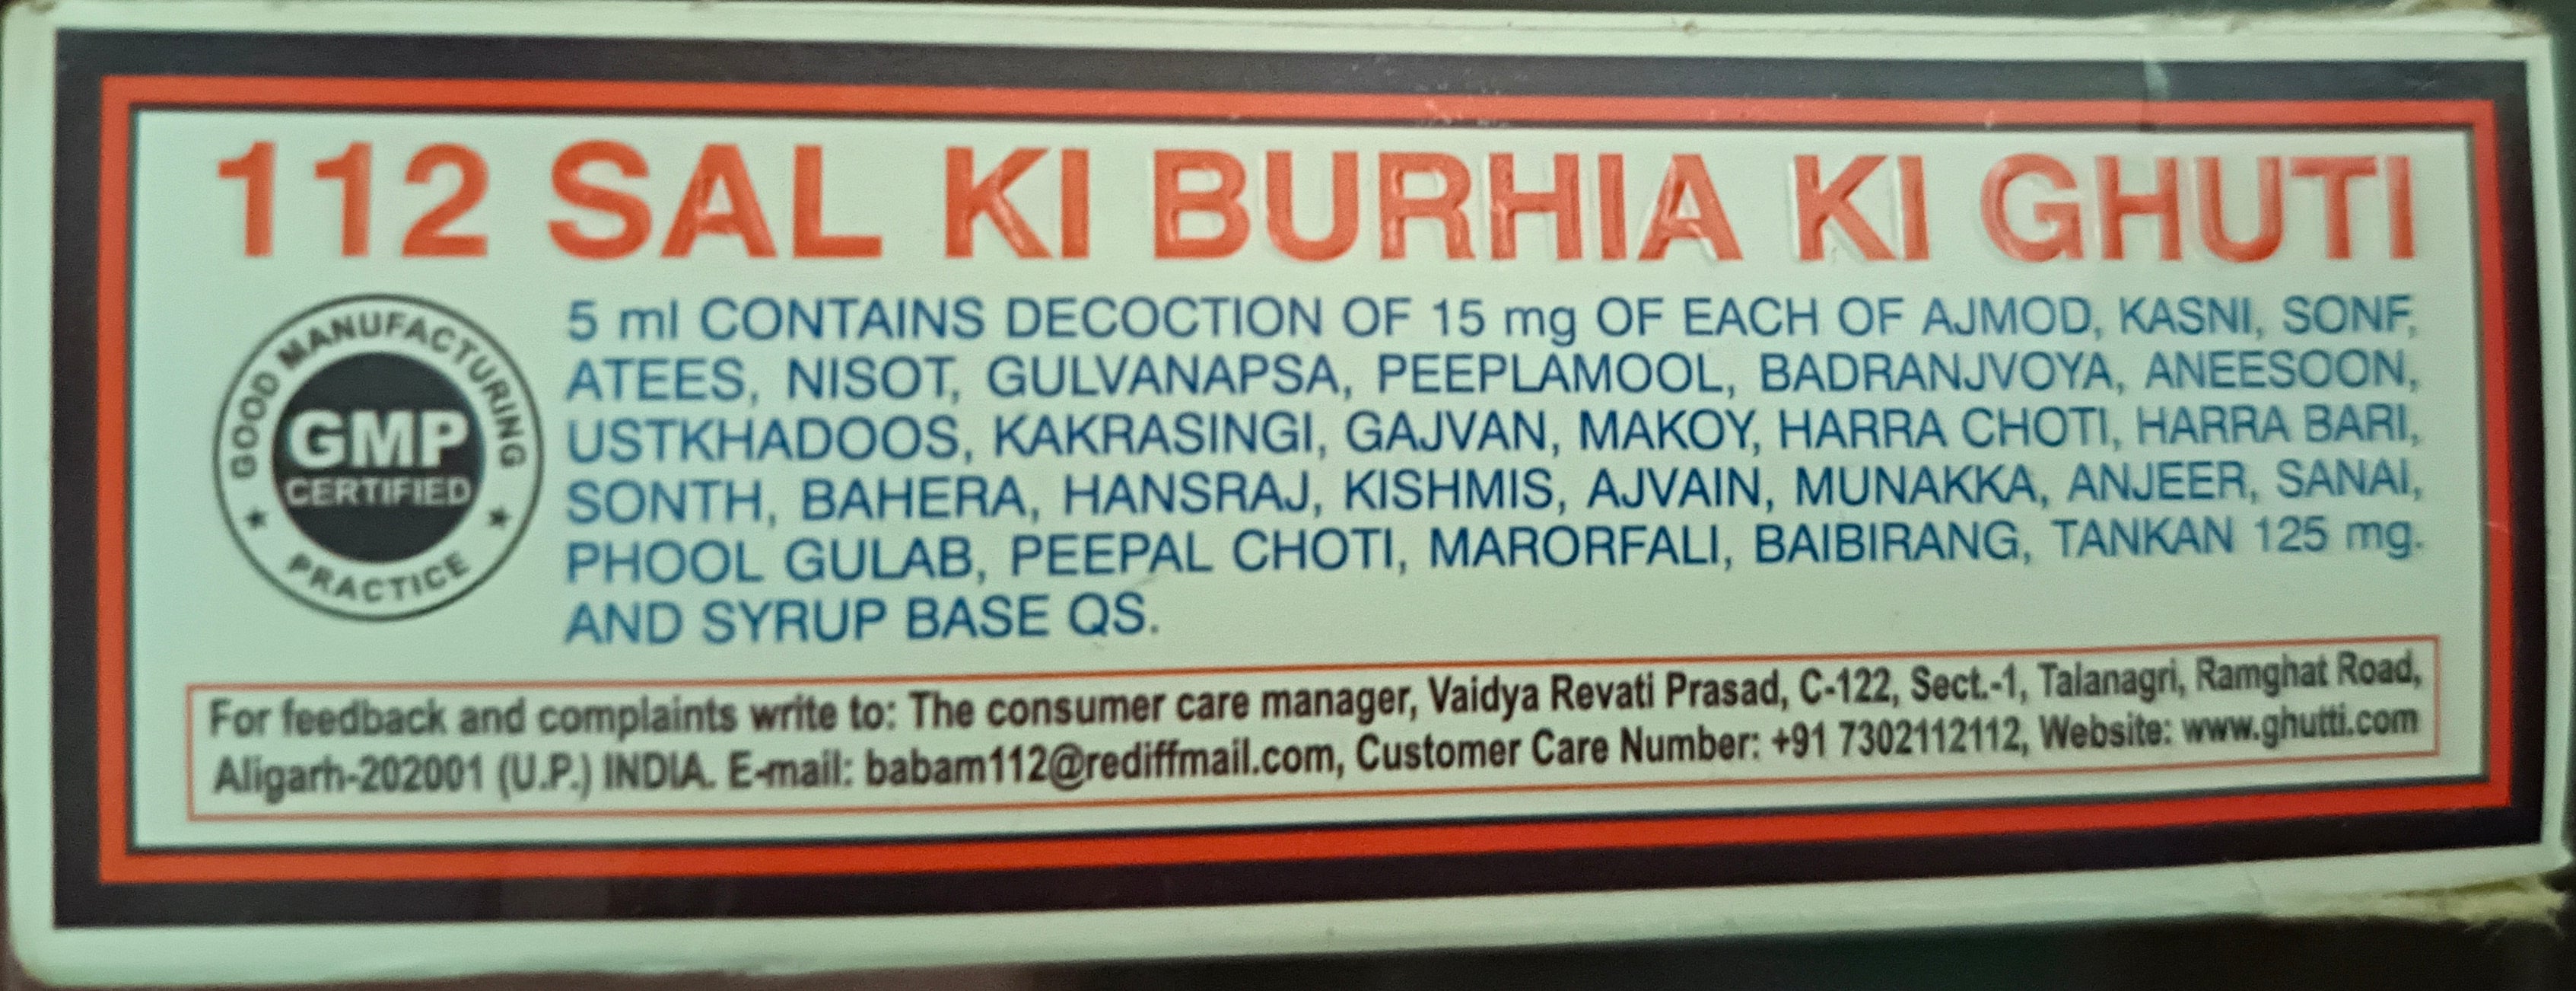 112 SAL KI BURHIA KI GHUTI
GOOD MANUFACTURING
GMP
CERTIFIED
PRACTICE
5 ml CONTAINS DECOCTION OF 15 mg OF EACH OF AJMOD, KASNI, SONF,
ATEES, NISOT, GULVANAPSA, PEEPLAMOOL, BADRANJVOYA, ANEESOON,
USTKHADOOS, KAKRASINGI, GAJVAN, MAKOY, HARRA CHOTI, HARRA BARI,
SONTH, BAHERA, HANSRAJ, KISHMIS, AJVAIN, MUNAKKA, ANJEER, SANAI,
PHOOL GULAB, PEEPAL CHOTI, MARORFALI, BAIBIRANG, TANKAN 125 mg.
AND SYRUP BASE QS.
For feedback and complaints write to: The consumer care manager, Vaidya Revati Prasad, C-122, Sect.-1, Talanagri, Ramghat Road,
Aligarh-202001 (U.P.) INDIA. E-mail: babam112@rediffmail.com, Customer Care Number: +91 7302112112, Website: www.ghutti.com